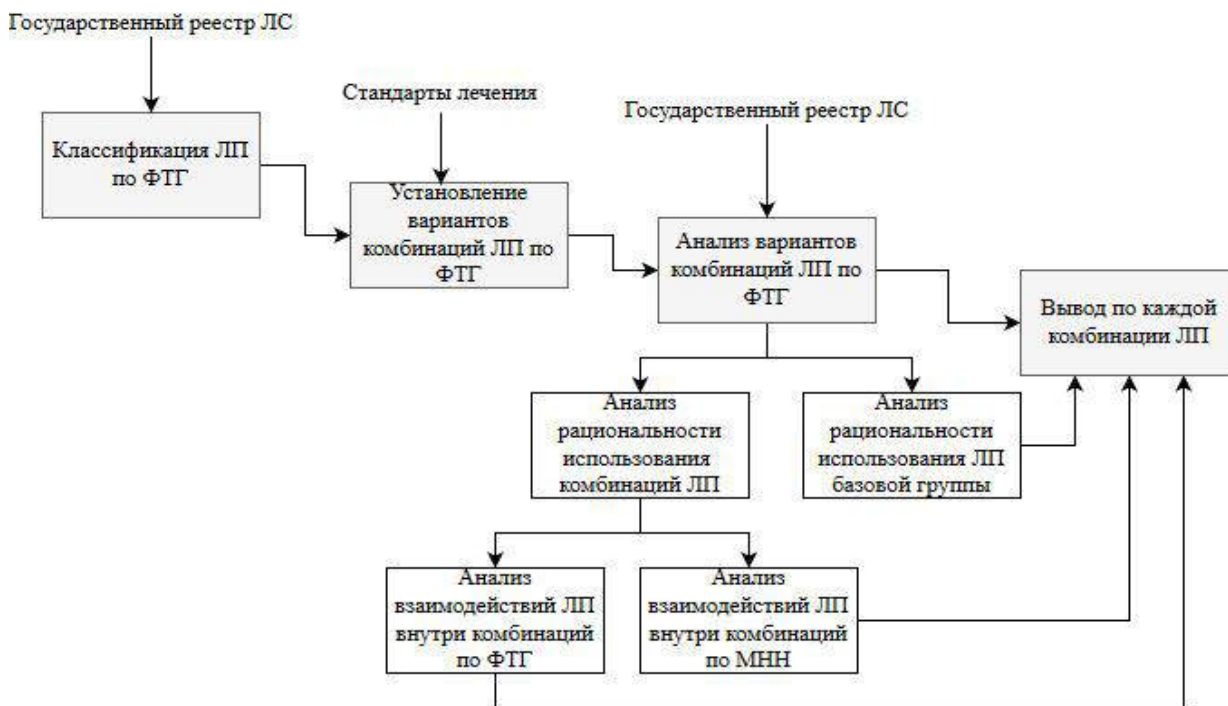 Государственный реестр ЛС
Классификация ЛП
по ФТГ
Стандарты лечения
Установление
вариантов
комбинаций ЛП по
ФТГ
Государственный реестр ЛС
Анализ вариантов
комбинаций ЛП по
ФТГ
Вывод по каждой
комбинации ЛП
Анализ
рациональности
использования
комбинаций ЛП
Анализ
рациональности
использования ЛП
базовой группы
Анализ
взаимодействий ЛП
внутри комбинаций
по ФТГ
Анализ
взаимодействий ЛП
внутри комбинаций
по МНН